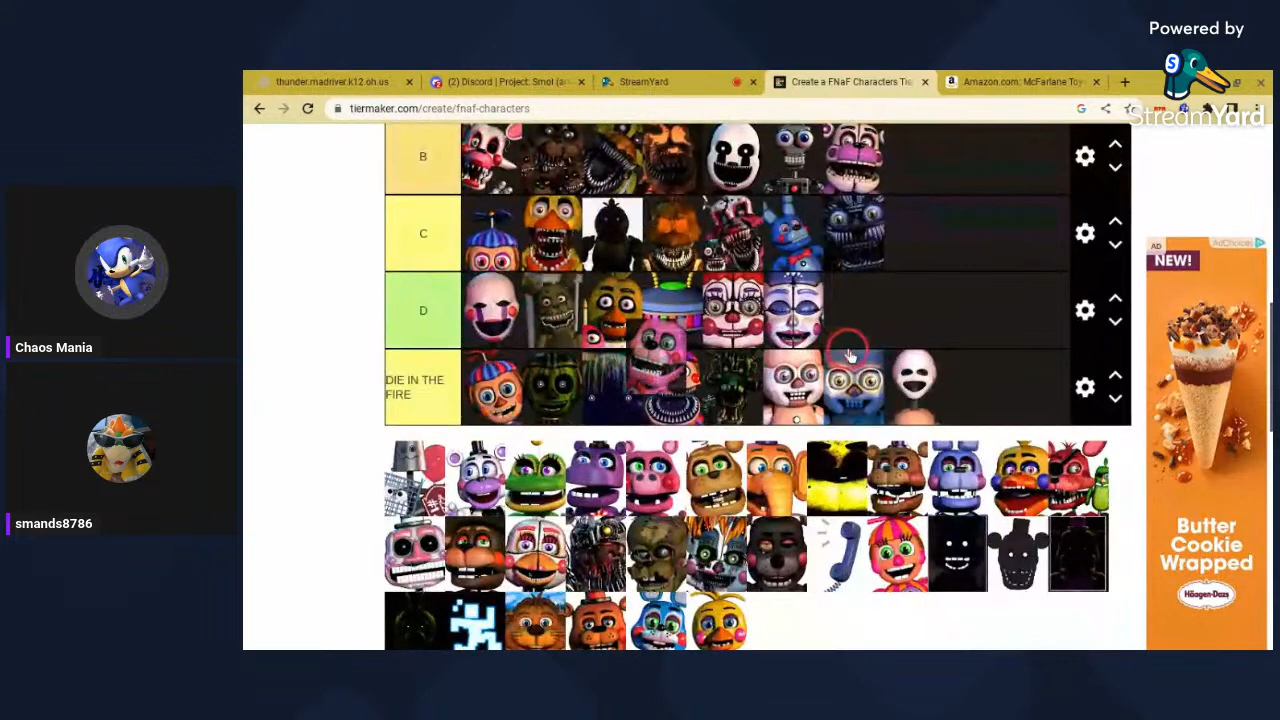 Powered by
StreamYard
thunder.madriver.k12.oh.us
(2) Discord | Project: Smol (a
StreamYard
Create a FNaF Characters Tie
Amazon.com: McFarlane Toy
tiermaker.com/create/fnaf-characters
B
C
D
DIE IN THE
FIRE
Chaos Mania
smands8786
AD
AdChoices
NEW!
Butter
Cookie
Wrapped
Häagen-Dazs